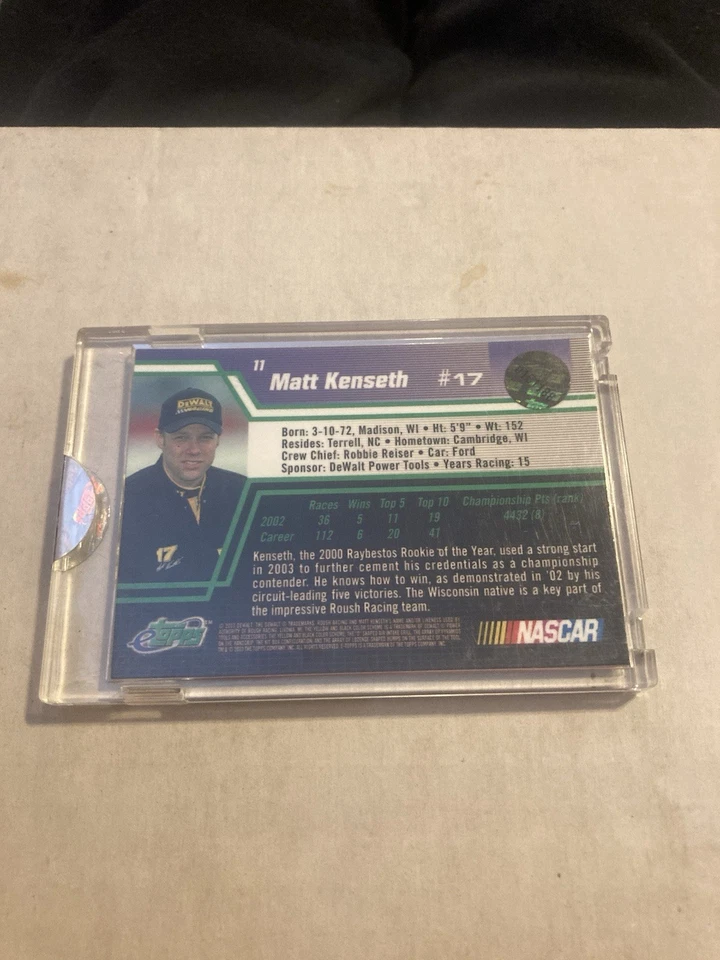 11
Matt Kenseth #17
DEWALT
Born: 3-10-72, Madison, WI • Ht: 5'9" • Wt: 152
Resides: Terrell, NC • Hometown: Cambridge, WI
Crew Chief: Robbie Reiser • Car: Ford
Sponsor: DeWalt Power Tools • Years Racing: 15
Races Wins Top 5 Top 10 Championship Pts (rank)
2002 36 5 11 19 4432 (8)
Career 112 6 20 41
17
Kenseth, the 2000 Raybestos Rookie of the Year, used a strong start
in 2003 to further cement his credentials as a championship
contender. He knows how to win, as demonstrated in '02 by his
circuit-leading five victories. The Wisconsin native is a key part of
the impressive Roush Racing team.
etopps
NASCAR